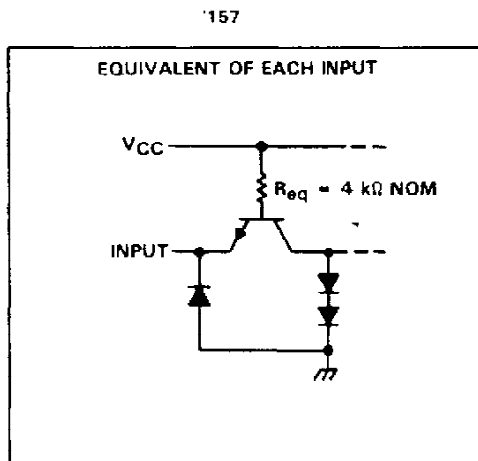 '157
EQUIVALENT OF EACH INPUT
VCC
Req = 4 kΩ NOM
INPUT